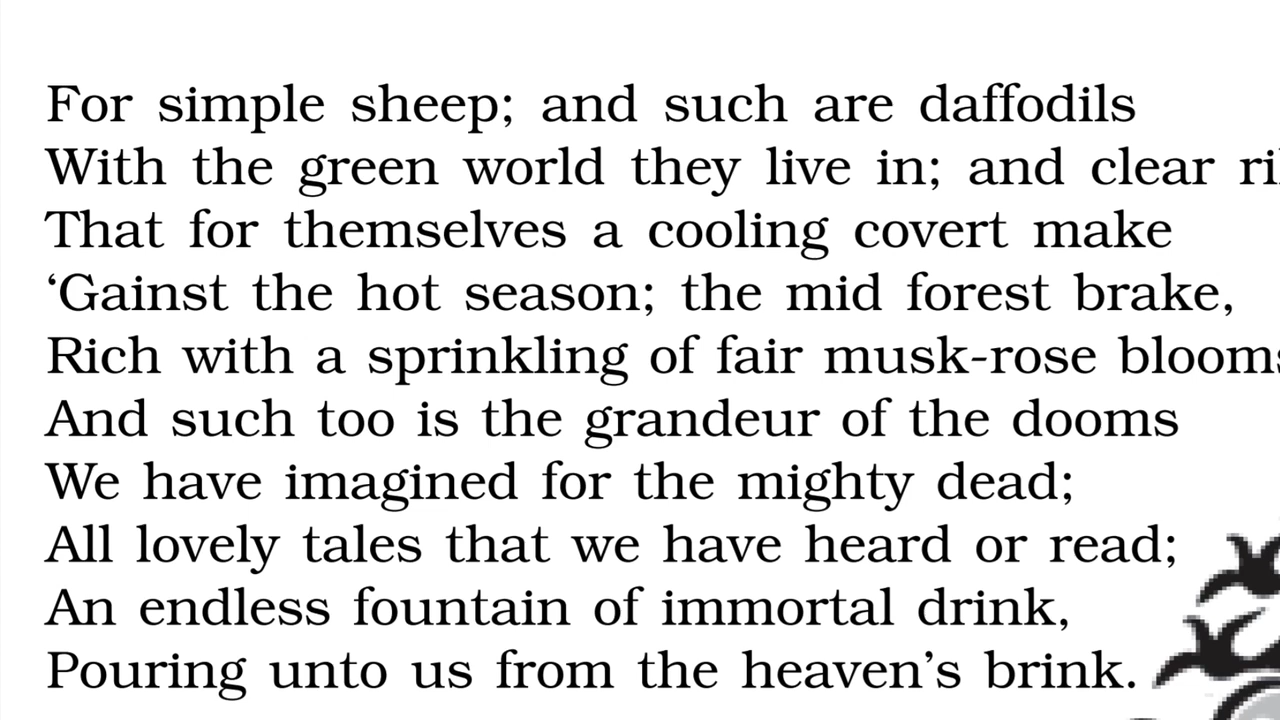 For simple sheep; and such are daffodils
With the green world they live in; and clear
That for themselves a cooling covert make
‘Gainst the hot season; the mid forest brake,
Rich with a sprinkling of fair musk-rose blooms
And such too is the grandeur of the dooms
We have imagined for the mighty dead;
All lovely tales that we have heard or read;
An endless fountain of immortal drink,
Pouring unto us from the heaven’s brink.